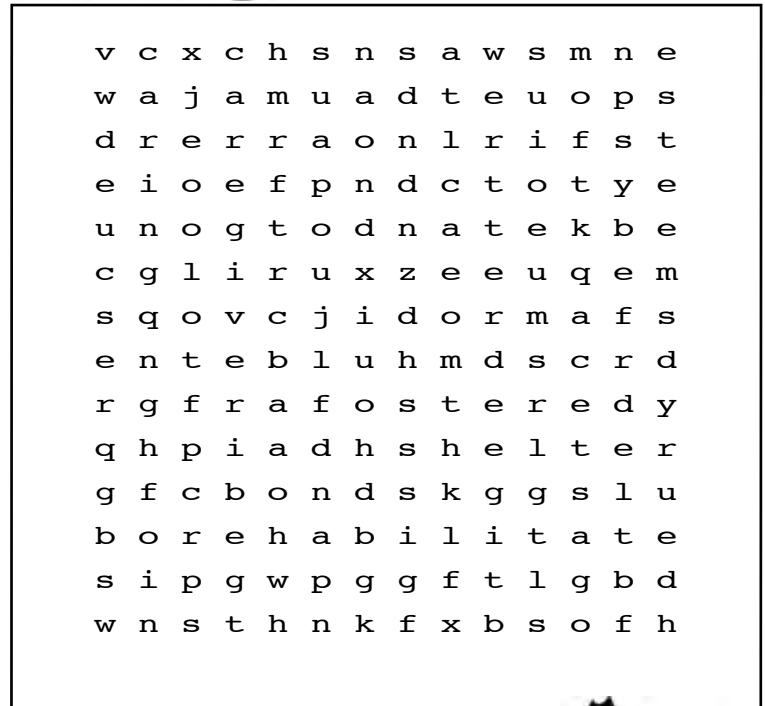 v c x c h s n s a w s m n e
w a j a m u a d t e u o p s
d r e r r a o n l r i f s t
e i o e f p n d c t o t y e
u n o g t o d n a t e k b e
c g l i r u x z e e u q e m
s q o v c j i d o r m a f s
e n t e b l u h m d s c r d
r g f r a f o s t e r e d y
q h p i a d h s h e l t e r
g f c b o n d s k g g s l u
b o r e h a b i l i t a t e
s i p g w p g g f t l g b d
w n s t h n k f x b s o f h